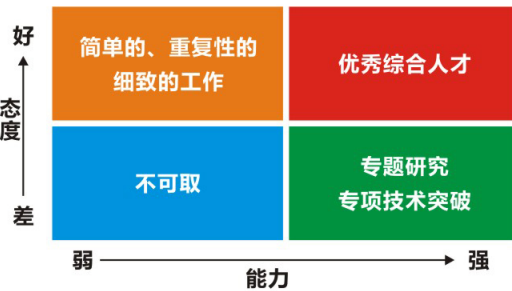 好
态度
差
简单的、重复性的
细致的工作
优秀综合人才
不可取
专题研究
专项技术突破
弱
强
能力